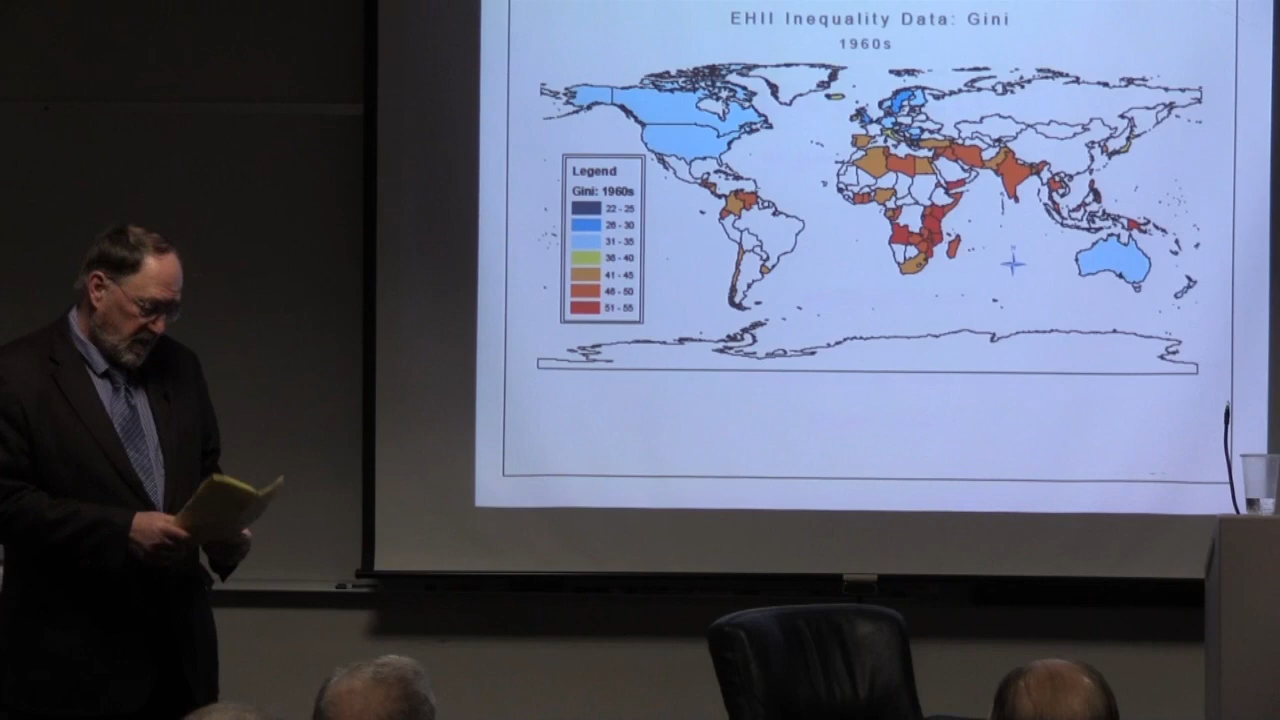 EHII Inequality Data: Gini
1960s
Legend
Gini: 1960s
22 - 25
26 - 30
31 - 35
36 - 40
41 - 45
46 - 50
51 - 55
N